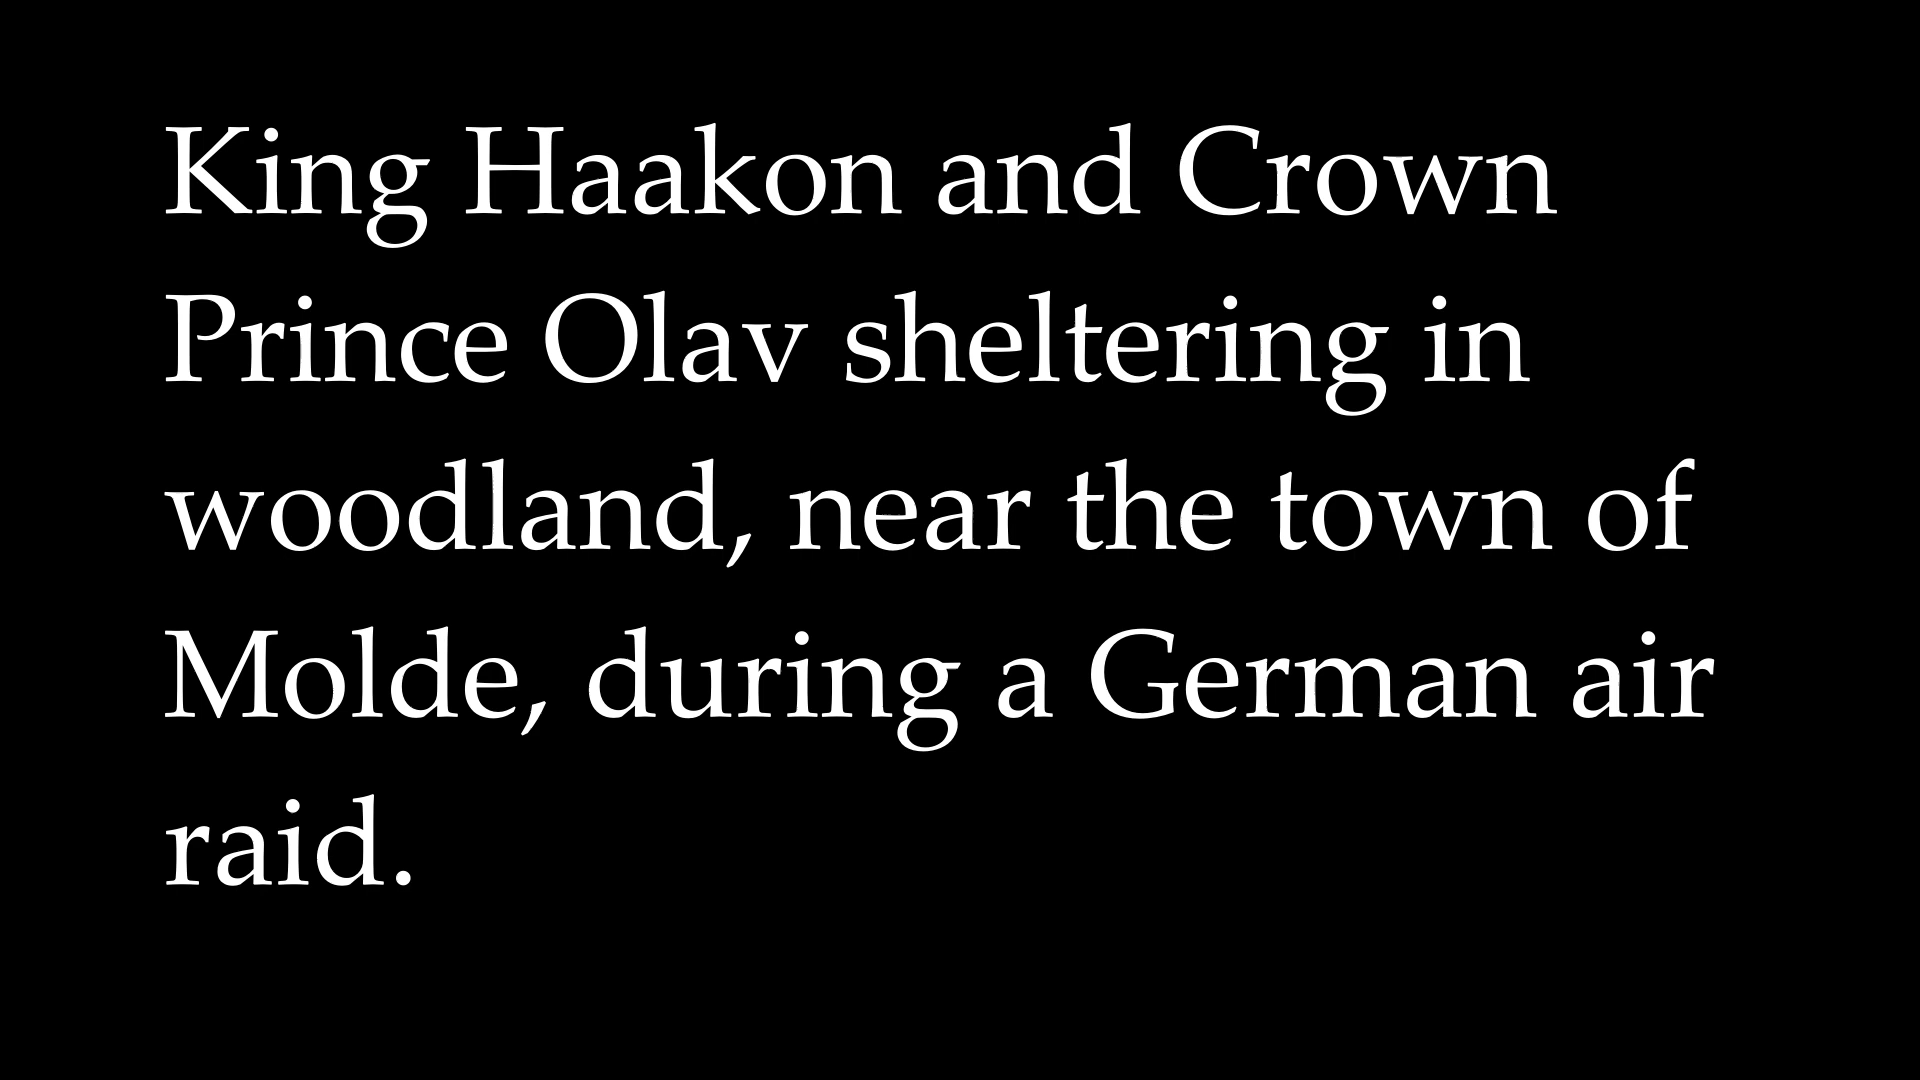 King Haakon and Crown
Prince Olav sheltering in
woodland, near the town of
Molde, during a German air
raid.